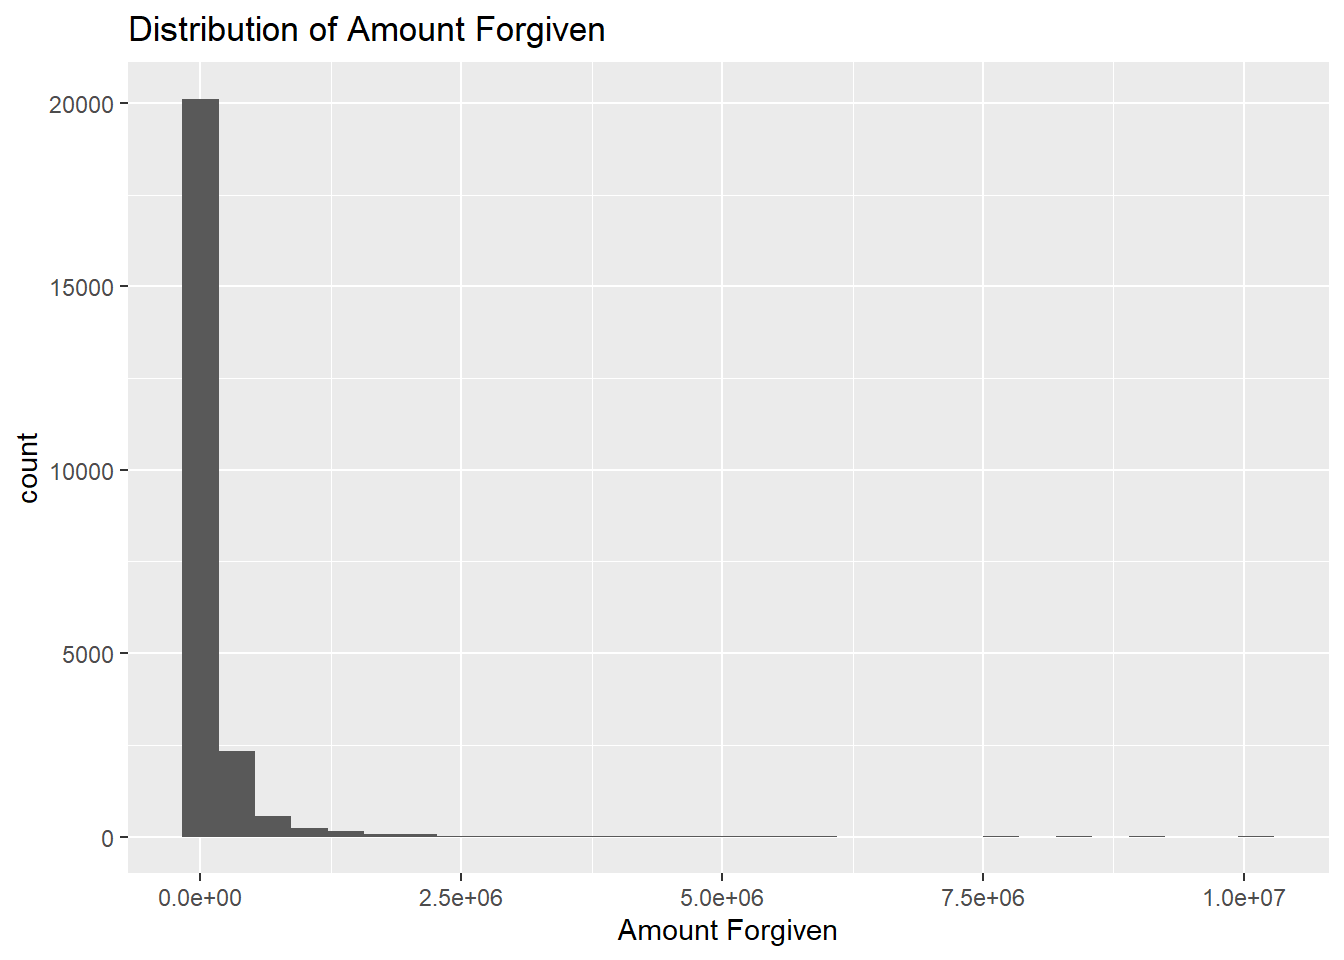 Distribution of Amount Forgiven
20000
15000
10000
5000
0
count
0.0e+00 2.5e+06 5.0e+06 7.5e+06 1.0e+07
Amount Forgiven